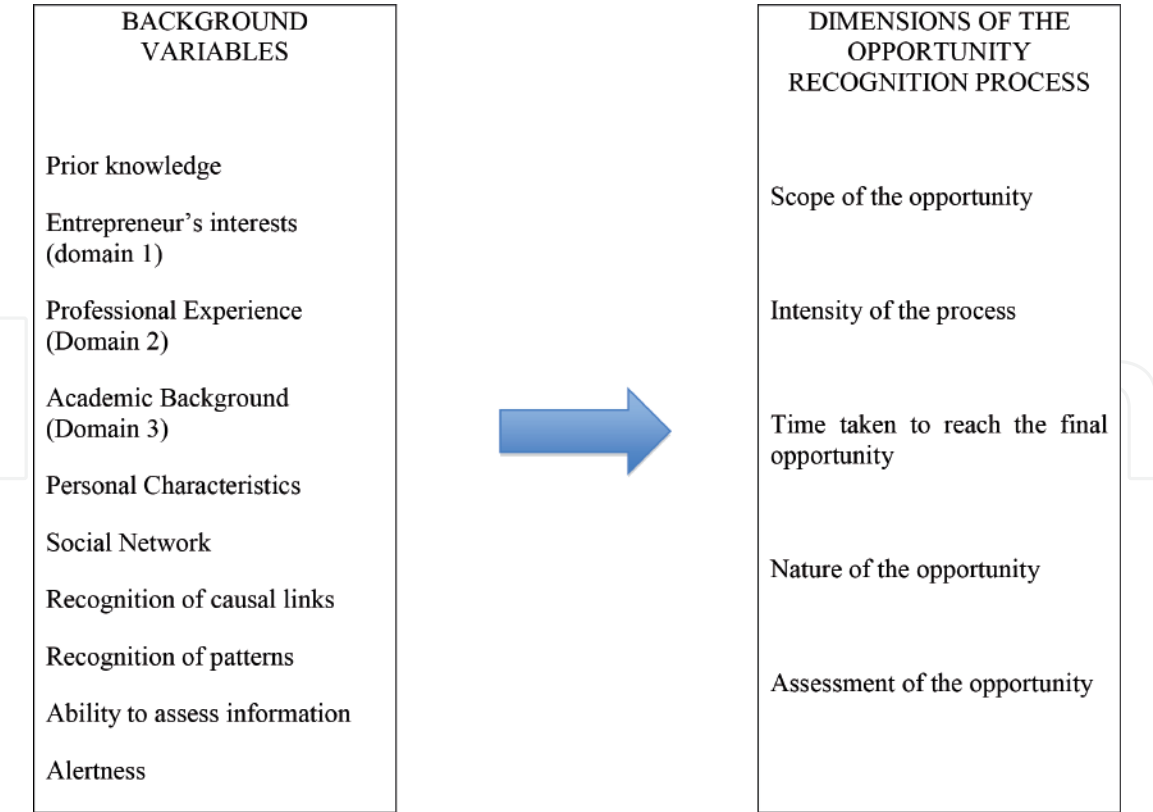 BACKGROUND
VARIABLES
Prior knowledge
Entrepreneur’s interests
(domain 1)
Professional Experience
(Domain 2)
Academic Background
(Domain 3)
Personal Characteristics
Social Network
Recognition of causal links
Recognition of patterns
Ability to assess information
Alertness
DIMENSIONS OF THE
OPPORTUNITY
RECOGNITION PROCESS
Scope of the opportunity
Intensity of the process
Time taken to reach the final
opportunity
Nature of the opportunity
Assessment of the opportunity